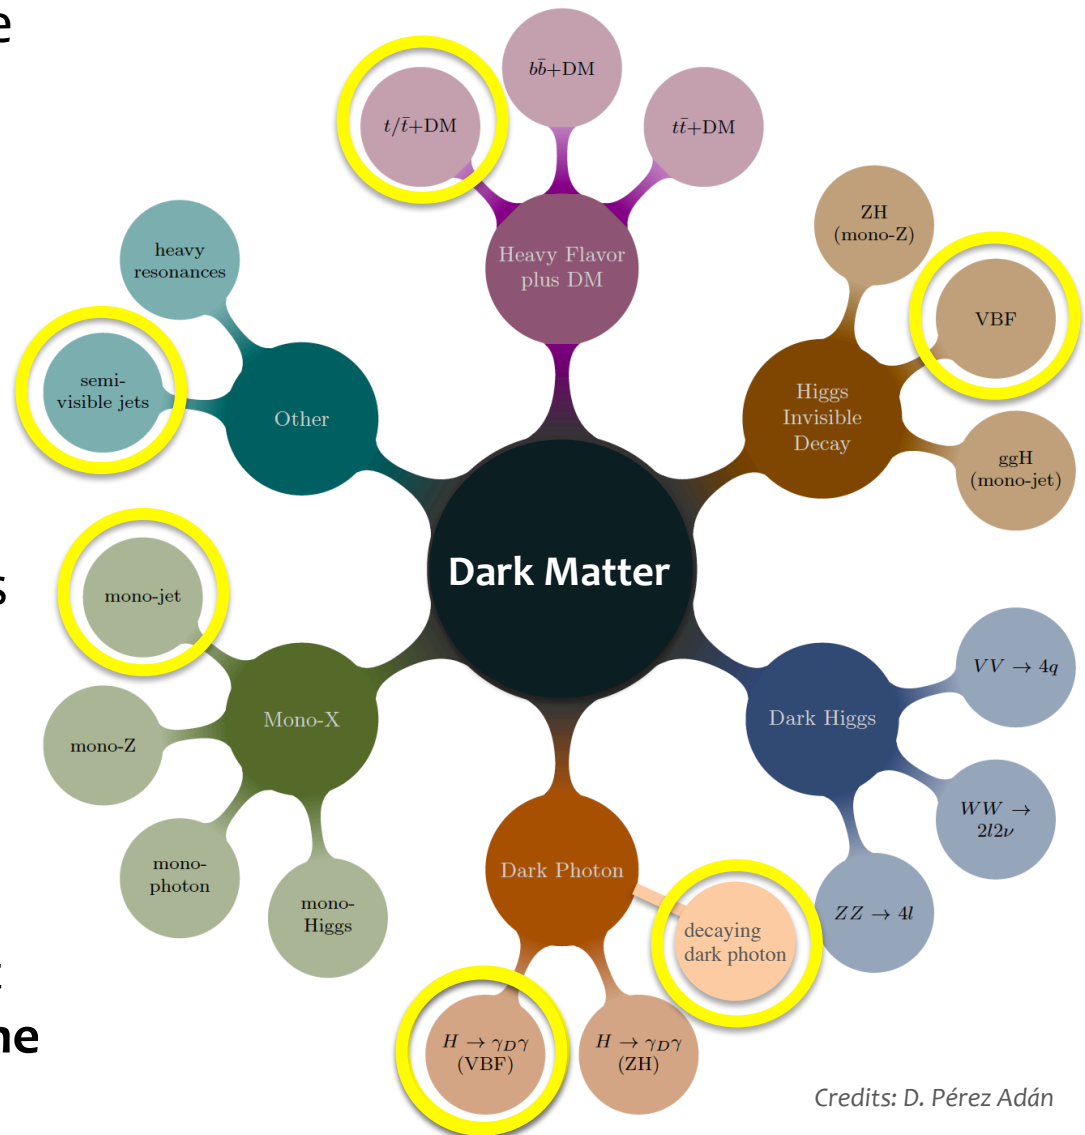 e
bb̄+DM
t/t̄+DM
tt̄+DM
Heavy Flavor
plus DM
ZH
(mono-Z)
VBF
Higgs
Invisible
Decay
ggH
(mono-jet)
heavy
resonances
semi-
visible jets
Other
Dark Matter
s
mono-jet
Mono-X
mono-Z
mono-
photon
mono-
Higgs
VV → 4q
Dark Higgs
WW →
2l2ν
ZZ → 4l
Dark Photon
decaying
dark photon
H → γDγ
(VBF)
H → γDγ
(ZH)
t
ne
Credits: D. Pérez Adán